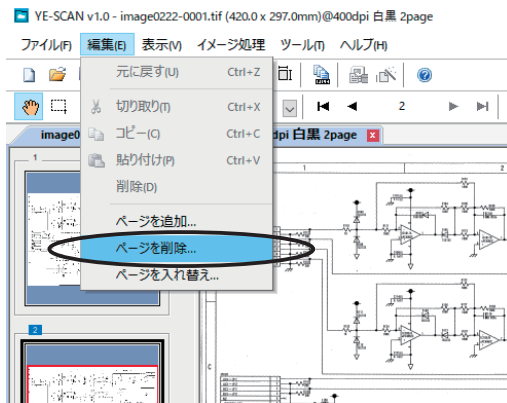 YE-SCAN v1.0 - image0222-0001.tif (420.0 x 297.0mm)@400dpi 白黒 2page
ファイル(F) 編集(E) 表示(V) イメージ処理 ツール(T) ヘルプ(H)
元に戻す(U) Ctrl+Z
切り取り(T) Ctrl+X
2
コピー(C) Ctrl+C
image0
dpi 白黒 2page
貼り付け(P) Ctrl+V
削除(D)
ページを追加...
ページを削除...
ページを入れ替え...
1
2
1
2
C